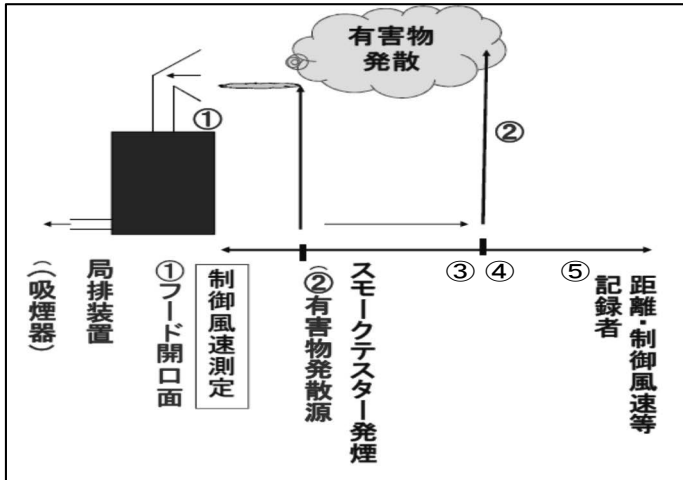 有害物
発散
①
②
③ ④ ⑤
(吸煙器)
局排装置
①フード開口面
制御風速測定
(②有害物発散源
スモークテスター発煙
距離・制御風速等
記録者